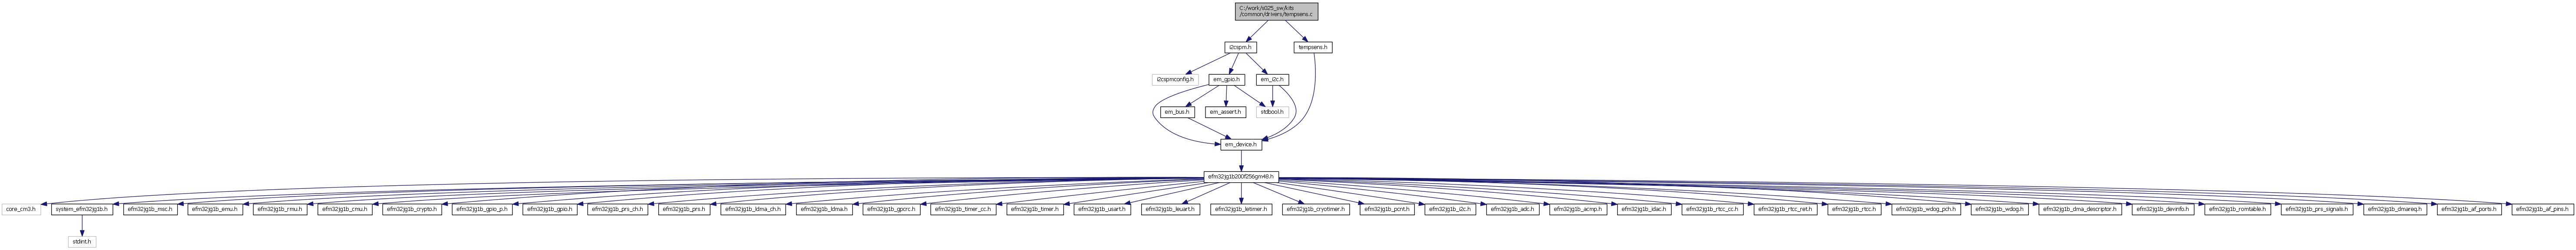 C:/work/s025_sw/kits
/common/drivers/tempsens.c
i2cspm.h
tempsens.h
i2cspmconfig.h
em_gpio.h
em_i2c.h
em_bus.h
em_assert.h
stdbool.h
em_device.h
efm32jg1b200f256gm48.h
core_cm3.h
system_efm32jg1b.h
efm32jg1b_msc.h
efm32jg1b_emu.h
efm32jg1b_rmu.h
efm32jg1b_cmu.h
efm32jg1b_crypto.h
efm32jg1b_gpio_p.h
efm32jg1b_gpio.h
efm32jg1b_prs_ch.h
efm32jg1b_prs.h
efm32jg1b_ldma_ch.h
efm32jg1b_ldma.h
efm32jg1b_gpcrc.h
efm32jg1b_timer_cc.h
efm32jg1b_timer.h
efm32jg1b_usart.h
efm32jg1b_leuart.h
efm32jg1b_letimer.h
efm32jg1b_cryotimer.h
efm32jg1b_pcnt.h
efm32jg1b_i2c.h
efm32jg1b_adc.h
efm32jg1b_acmp.h
efm32jg1b_idac.h
efm32jg1b_rtcc_cc.h
efm32jg1b_rtcc_ret.h
efm32jg1b_rtcc.h
efm32jg1b_wdog_pch.h
efm32jg1b_wdog.h
efm32jg1b_dma_descriptor.h
efm32jg1b_devinfo.h
efm32jg1b_romtable.h
efm32jg1b_prs_signals.h
efm32jg1b_dmareq.h
efm32jg1b_af_ports.h
efm32jg1b_af_pins.h
stdint.h